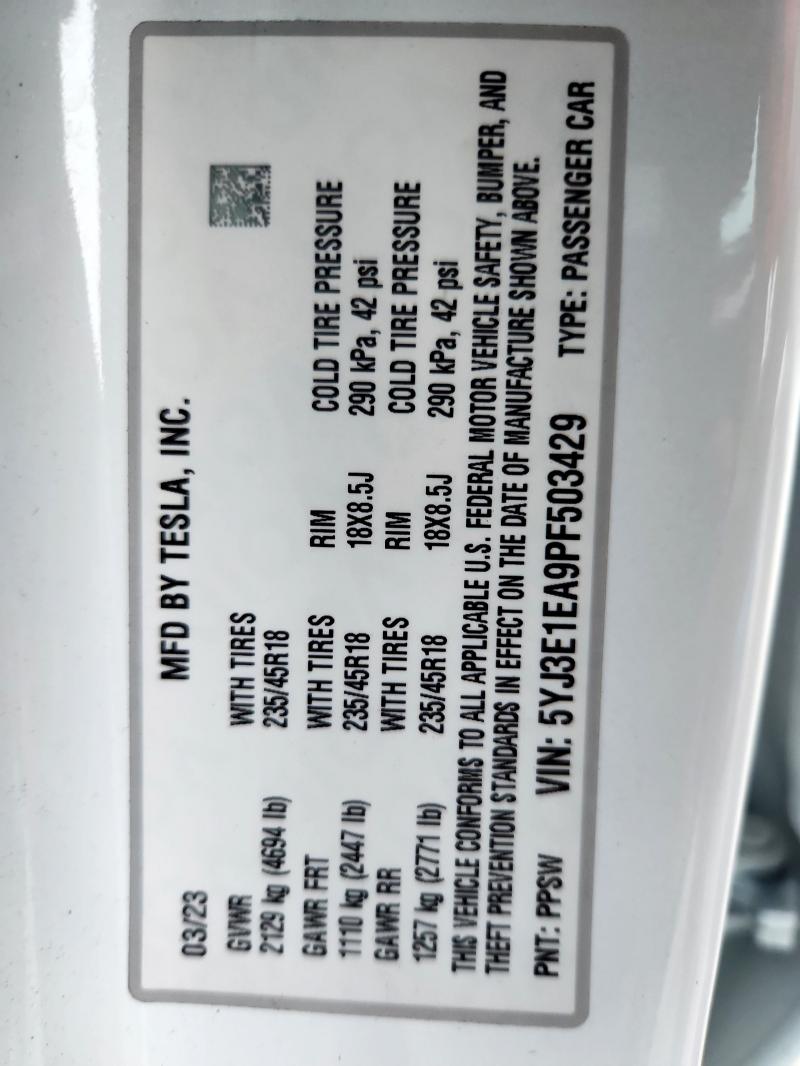 03/23 MFD BY TESLA, INC.
GVWR WITH TIRES
2129 kg (4694 lb) 235/45R18
GAWR FRT WITH TIRES RIM COLD TIRE PRESSURE
1110 kg (2447 lb) 235/45R18 18X8.5J 290 kPa, 42 psi
GAWR RR WITH TIRES RIM COLD TIRE PRESSURE
1257 kg (2771 lb) 235/45R18 18X8.5J 290 kPa, 42 psi
THIS VEHICLE CONFORMS TO ALL APPLICABLE U.S. FEDERAL MOTOR VEHICLE SAFETY, BUMPER, AND
THEFT PREVENTION STANDARDS IN EFFECT ON THE DATE OF MANUFACTURE SHOWN ABOVE.
PNT: PPSW VIN: 5YJ3E1EA9PF503429 TYPE: PASSENGER CAR